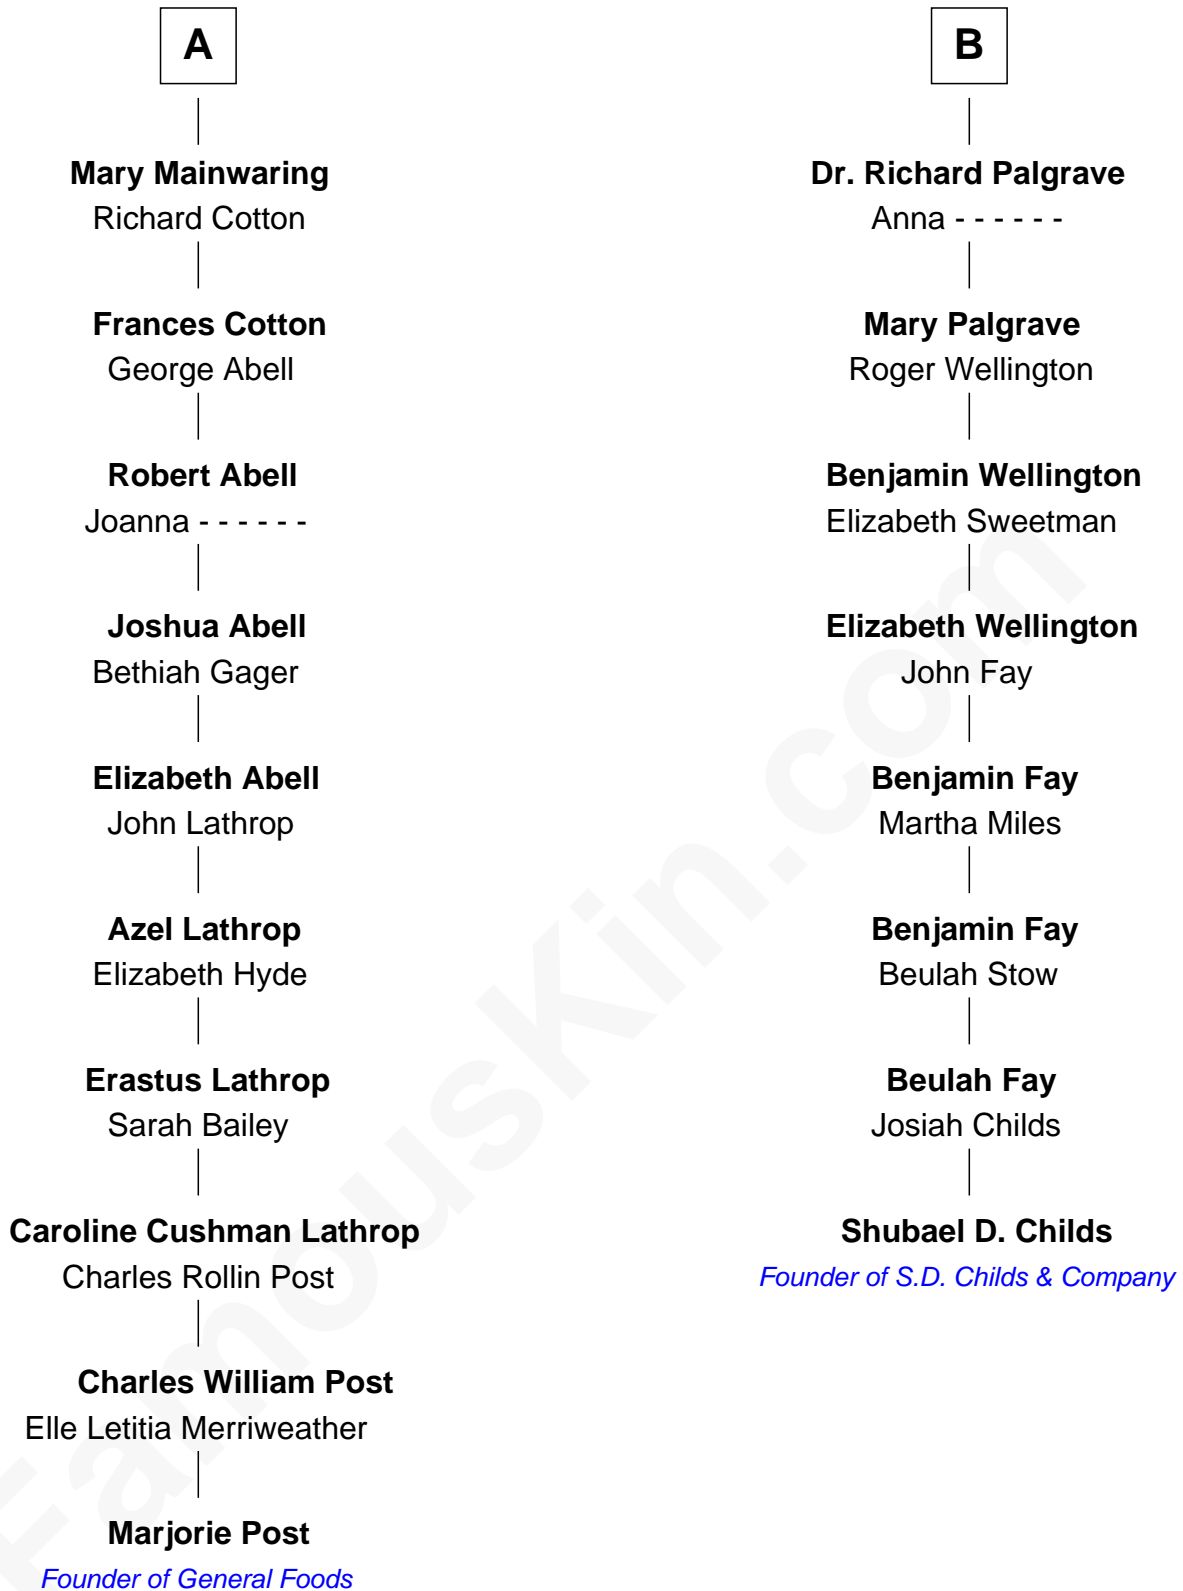 A
Mary Mainwaring
Richard Cotton
Frances Cotton
George Abell
Robert Abell
Joanna - - - - - -
Joshua Abell
Bethiah Gager
Elizabeth Abell
John Lathrop
Azel Lathrop
Elizabeth Hyde
Erastus Lathrop
Sarah Bailey
Caroline Cushman Lathrop
Charles Rollin Post
Charles William Post
Elle Letitia Merriweather
Marjorie Post
Founder of General Foods
B
Dr. Richard Palgrave
Anna - - - - - -
Mary Palgrave
Roger Wellington
Benjamin Wellington
Elizabeth Sweetman
Elizabeth Wellington
John Fay
Benjamin Fay
Martha Miles
Benjamin Fay
Beulah Stow
Beulah Fay
Josiah Childs
Shubael D. Childs
Founder of S.D. Childs & Company
FamousKin.com